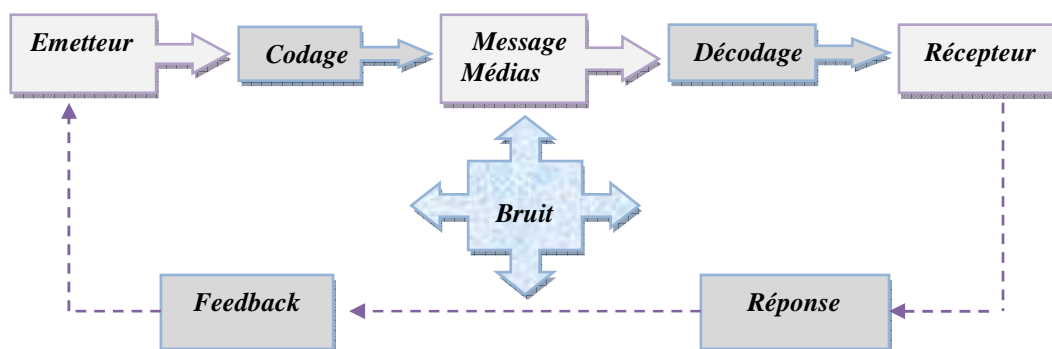 Emetteur
Codage
Message
Médias
Décodage
Récepteur
Bruit
Feedback
Réponse